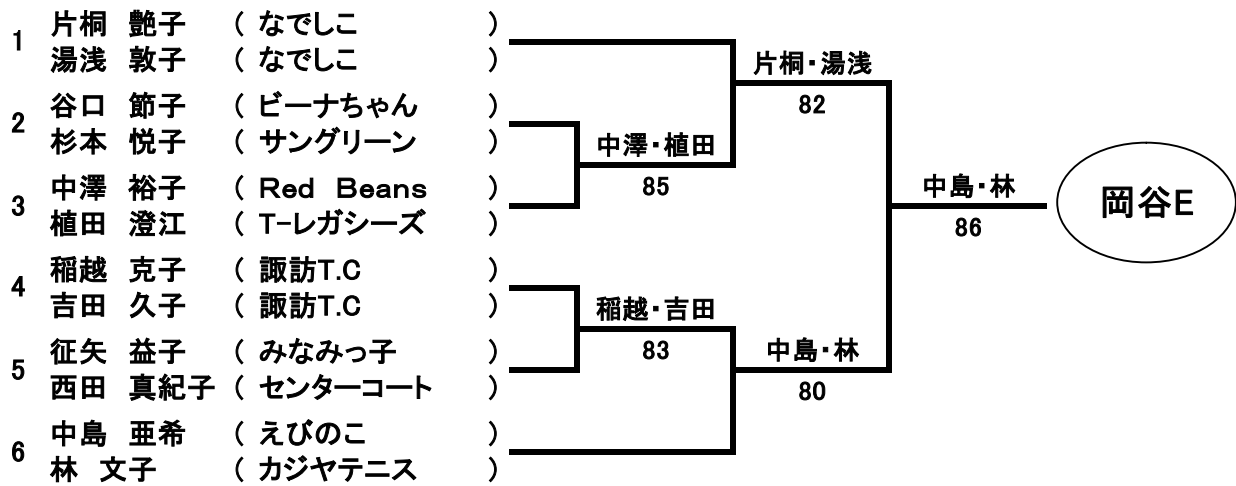 1
片桐 艶子 ( なでしこ )
湯浅 敦子 ( なでしこ )
2
谷口 節子 ( ビーナちゃん )
杉本 悦子 ( サングリーン )
3
中澤 裕子 ( Red Beans )
植田 澄江 ( T-レガシーズ )
4
稲越 克子 ( 諏訪T.C )
吉田 久子 ( 諏訪T.C )
5
征矢 益子 ( みなみっ子 )
西田 真紀子 ( センターコート )
6
中島 亜希 ( えびのこ )
林 文子 ( カジヤテニス )
中澤・植田
85
稲越・吉田
83
片桐・湯浅
82
中島・林
80
中島・林
86
岡谷E